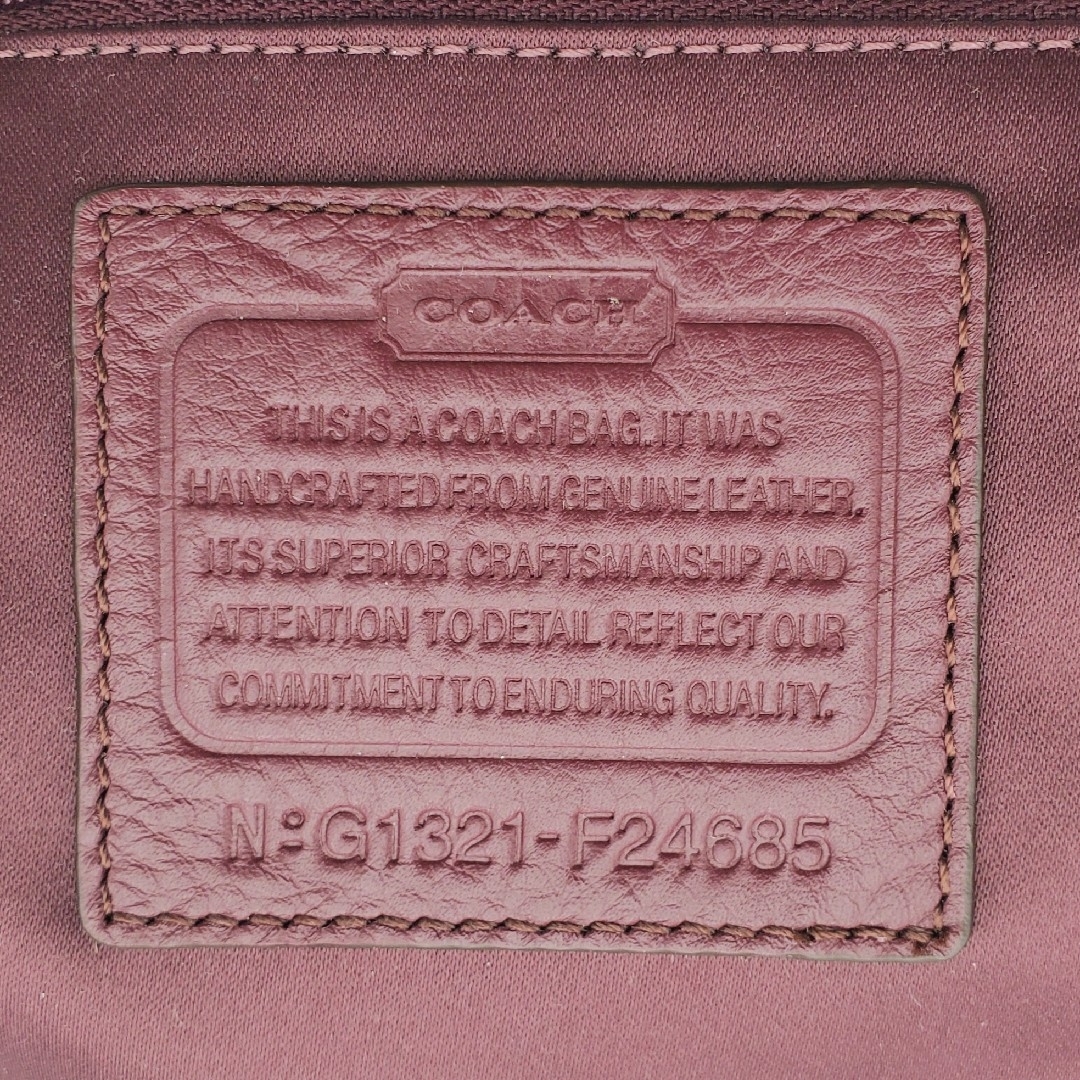 COACH
THIS IS A COACH BAG. IT WAS
HANDCRAFTED FROM GENUINE LEATHER.
ITS SUPERIOR CRAFTSMANSHIP AND
ATTENTION TO DETAIL REFLECT OUR
COMMITMENT TO ENDURING QUALITY.
Nº G1321-F24685